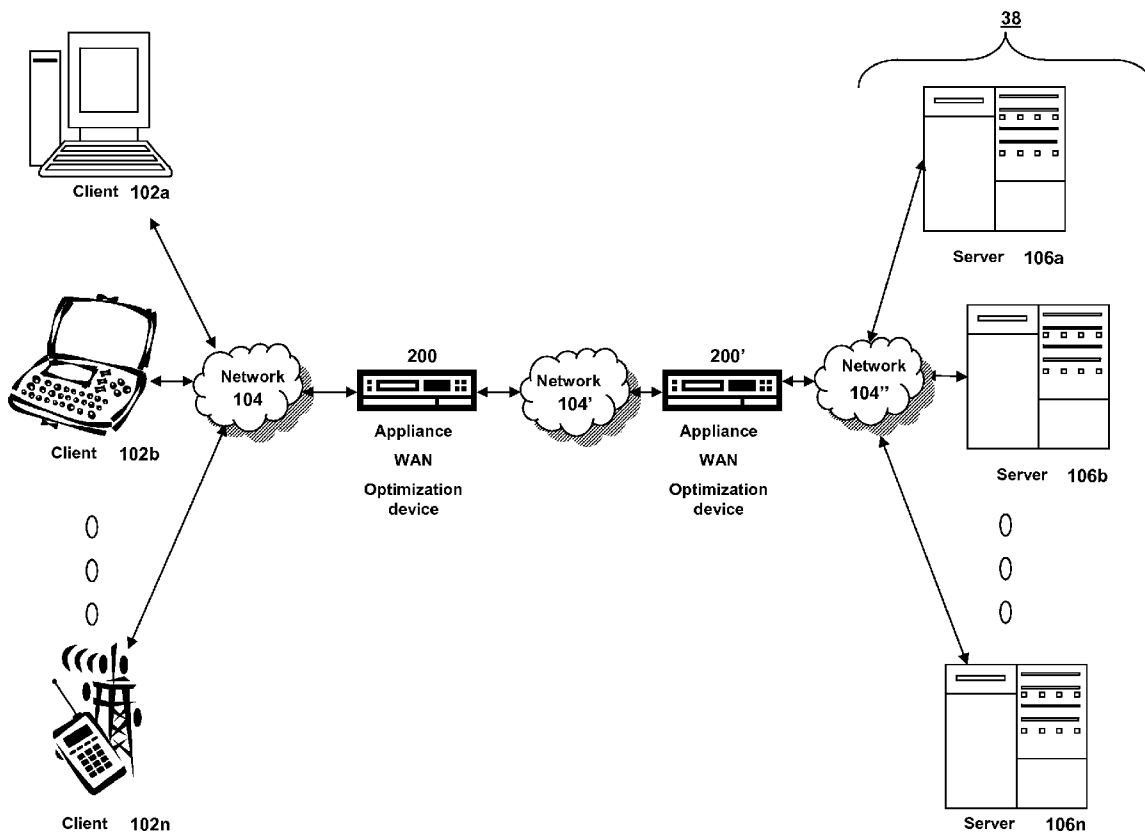 38
Client 102a
Server 106a
Client 102b
Network
104
200
Appliance
WAN
Optimization
device
Network
104'
200'
Appliance
WAN
Optimization
device
Network
104''
Server 106b
Client 102n
Server 106n